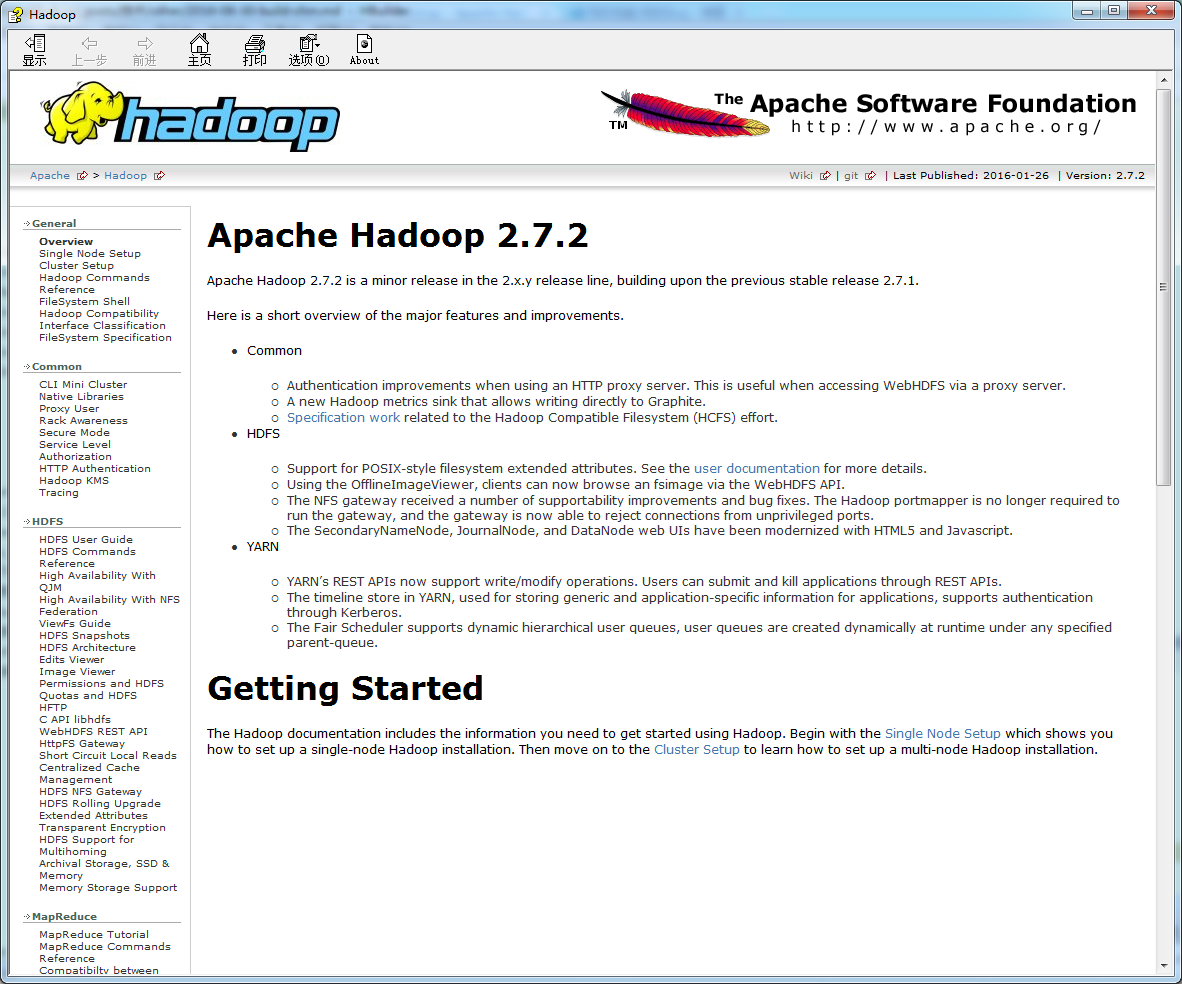 Hadoop
显示
上一步
前进
主页
打印
选项(O)
About
hadoop
TM
The Apache Software Foundation
http://www.apache.org/
Apache > Hadoop
Wiki | git | Last Published: 2016-01-26 | Version: 2.7.2
General
Overview
Single Node Setup
Cluster Setup
Hadoop Commands
Reference
FileSystem Shell
Hadoop Compatibility
Interface Classification
FileSystem Specification
Common
CLI Mini Cluster
Native Libraries
Proxy User
Rack Awareness
Secure Mode
Service Level
Authorization
HTTP Authentication
Hadoop KMS
Tracing
HDFS
HDFS User Guide
HDFS Commands
Reference
High Availability With
QJM
High Availability With NFS
Federation
ViewFs Guide
HDFS Snapshots
HDFS Architecture
Edits Viewer
Image Viewer
Permissions and HDFS
Quotas and HDFS
HFTP
C API libhdfs
WebHDFS REST API
HttpFS Gateway
Short Circuit Local Reads
Centralized Cache
Management
HDFS NFS Gateway
HDFS Rolling Upgrade
Extended Attributes
Transparent Encryption
HDFS Support for
Multihoming
Archival Storage, SSD &
Memory
Memory Storage Support
MapReduce
MapReduce Tutorial
MapReduce Commands
Reference
Compatibilty between
Apache Hadoop 2.7.2
Apache Hadoop 2.7.2 is a minor release in the 2.x.y release line, building upon the previous stable release 2.7.1.
Here is a short overview of the major features and improvements.
Common
Authentication improvements when using an HTTP proxy server. This is useful when accessing WebHDFS via a proxy server.
A new Hadoop metrics sink that allows writing directly to Graphite.
Specification work related to the Hadoop Compatible Filesystem (HCFS) effort.
HDFS
Support for POSIX-style filesystem extended attributes. See the user documentation for more details.
Using the OfflineImageViewer, clients can now browse an fsimage via the WebHDFS API.
The NFS gateway received a number of supportability improvements and bug fixes. The Hadoop portmapper is no longer required to
run the gateway, and the gateway is now able to reject connections from unprivileged ports.
The SecondaryNameNode, JournalNode, and DataNode web UIs have been modernized with HTML5 and Javascript.
YARN
YARN’s REST APIs now support write/modify operations. Users can submit and kill applications through REST APIs.
The timeline store in YARN, used for storing generic and application-specific information for applications, supports authentication
through Kerberos.
The Fair Scheduler supports dynamic hierarchical user queues, user queues are created dynamically at runtime under any specified
parent-queue.
Getting Started
The Hadoop documentation includes the information you need to get started using Hadoop. Begin with the Single Node Setup which shows you
how to set up a single-node Hadoop installation. Then move on to the Cluster Setup to learn how to set up a multi-node Hadoop installation.